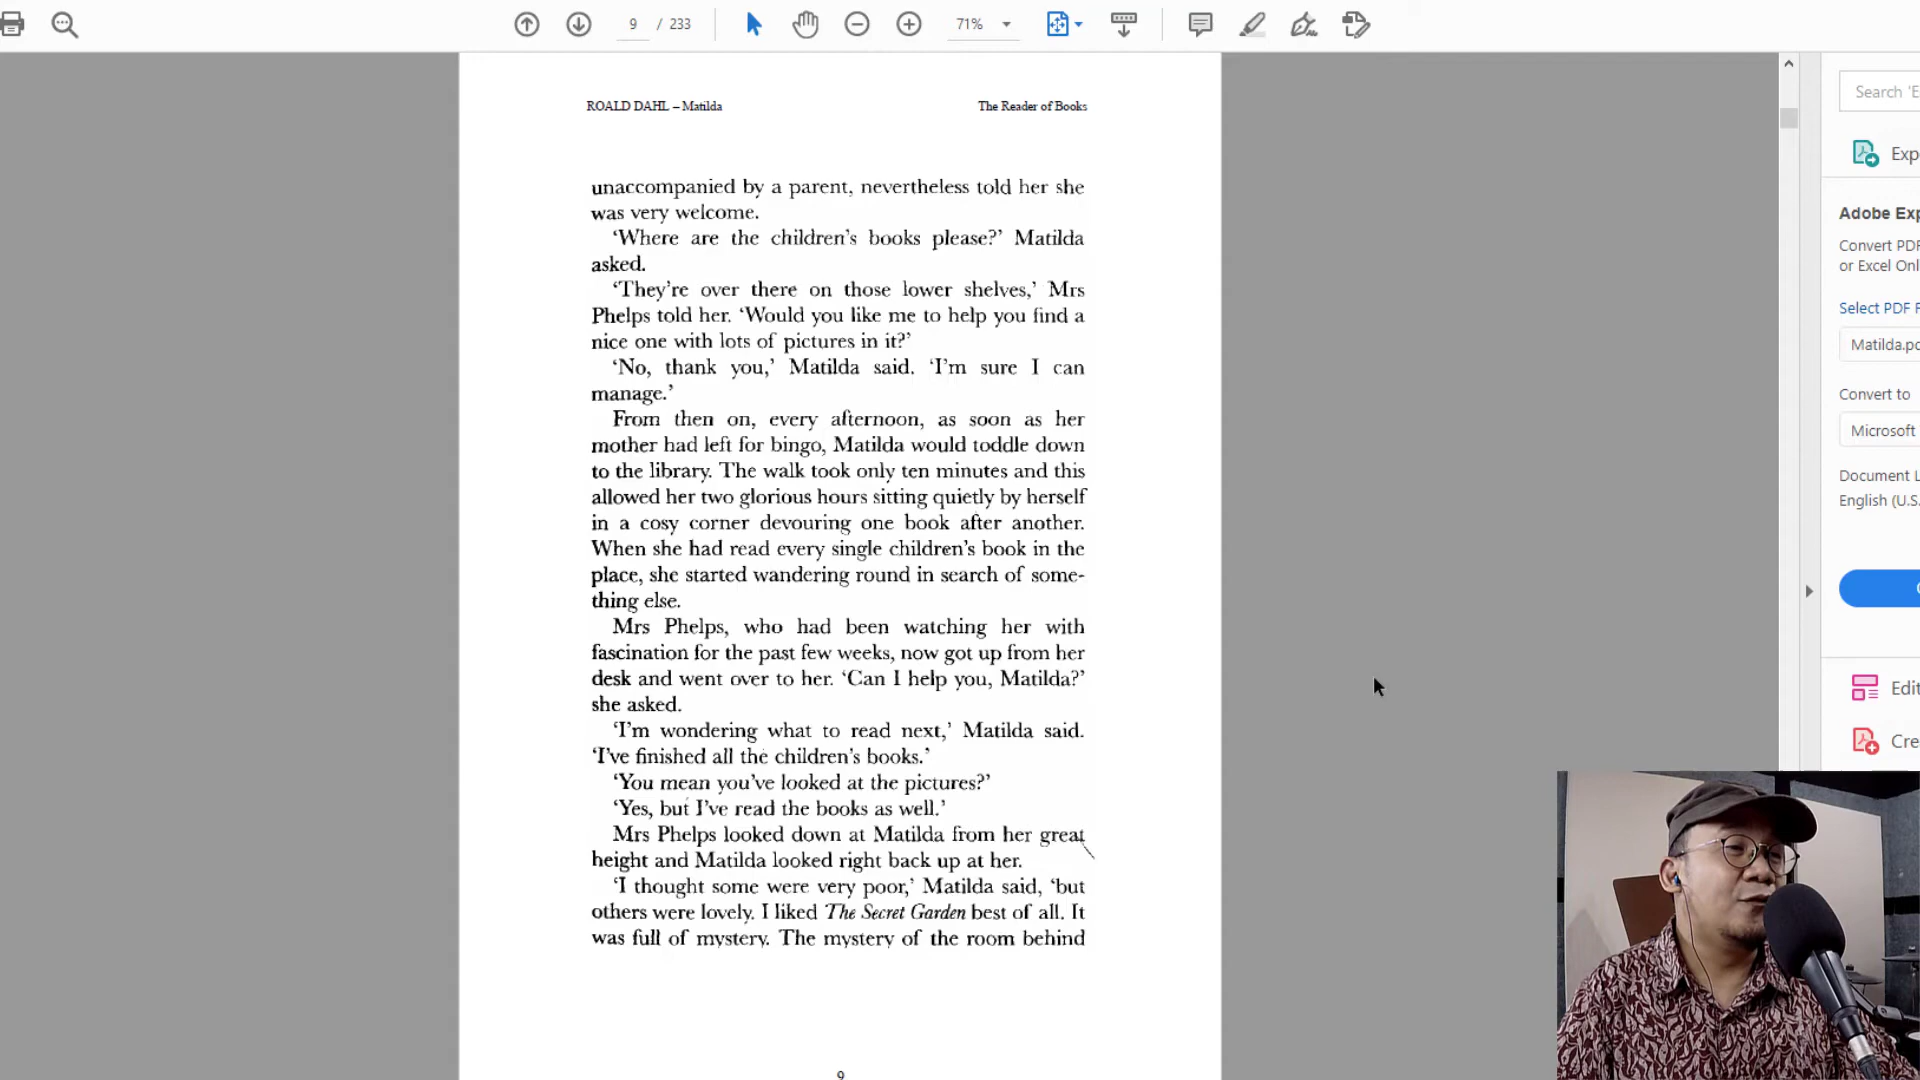 9 / 233
71%
ROALD DAHL – Matilda
The Reader of Books
unaccompanied by a parent, nevertheless told her she
was very welcome.
‘Where are the children’s books please?’ Matilda
asked.
‘They’re over there on those lower shelves,’ Mrs
Phelps told her. ‘Would you like me to help you find a
nice one with lots of pictures in it?’
‘No, thank you,’ Matilda said. ‘I’m sure I can
manage.’
From then on, every afternoon, as soon as her
mother had left for bingo, Matilda would toddle down
to the library. The walk took only ten minutes and this
allowed her two glorious hours sitting quietly by herself
in a cosy corner devouring one book after another.
When she had read every single children’s book in the
place, she started wandering round in search of some-
thing else.
Mrs Phelps, who had been watching her with
fascination for the past few weeks, now got up from her
desk and went over to her. ‘Can I help you, Matilda?’
she asked.
‘I’m wondering what to read next,’ Matilda said.
‘I’ve finished all the children’s books.’
‘You mean you’ve looked at the pictures?’
‘Yes, but I’ve read the books as well.’
Mrs Phelps looked down at Matilda from her great
height and Matilda looked right back up at her.
‘I thought some were very poor,’ Matilda said, ‘but
others were lovely. I liked The Secret Garden best of all. It
was full of mystery. The mystery of the room behind
9
Search 'E
Exp
Adobe Exp
Convert PDF
or Excel Onl
Select PDF F
Matilda.pd
Convert to
Microsoft
Document L
English (U.S.
Edit
Cre